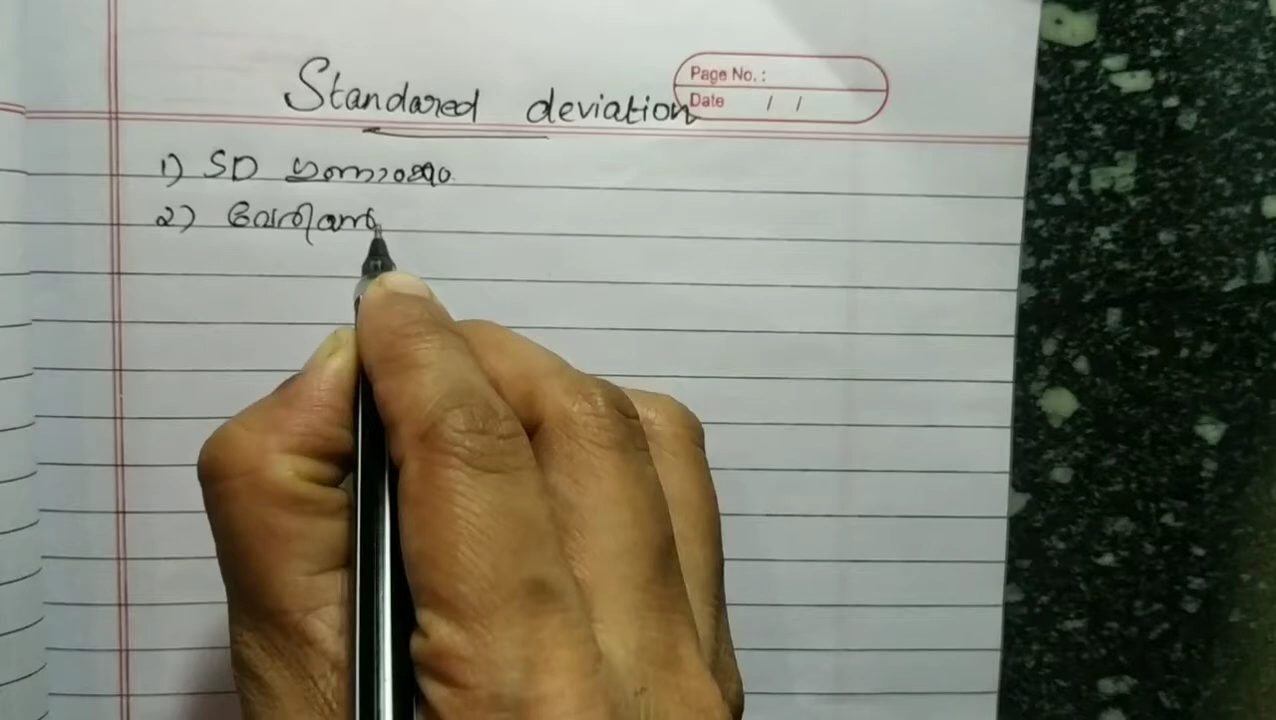 Standared deviation
Page No. :
Date / /
1) SD
2)